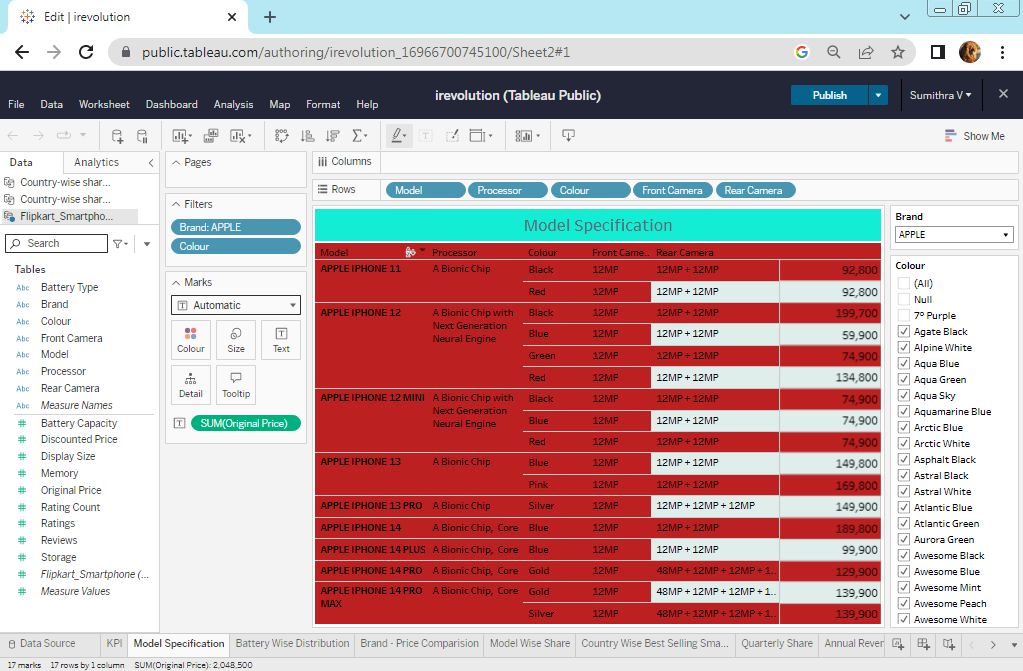 Edit | irevolution
public.tableau.com/authoring/irevolution_16966700745100/Sheet2#1
irevolution (Tableau Public)
Publish
Sumithra V
File Data Worksheet Dashboard Analysis Map Format Help
Show Me
Data Analytics
Country-wise shar...
Country-wise shar...
Flipkart_Smartpho...
Search
Tables
Abc Battery Type
Abc Brand
Abc Colour
Abc Front Camera
Abc Model
Abc Processor
Abc Rear Camera
Abc Measure Names
# Battery Capacity
# Discounted Price
# Display Size
# Memory
# Original Price
# Rating Count
# Ratings
# Reviews
# Storage
# Flipkart_Smartphone (...
# Measure Values
Pages
Filters
Brand: APPLE
Colour
Marks
Automatic
Colour Size Text
Detail Tooltip
SUM(Original Price)
Columns
Rows Model Processor Colour Front Camera Rear Camera
Model Specification
Model Processor Colour Front Came.. Rear Camera
APPLE IPHONE 11 A Bionic Chip Black 12MP 12MP + 12MP 92,800
Red 12MP 12MP + 12MP 92,800
APPLE IPHONE 12 A Bionic Chip with Next Generation Neural Engine Black 12MP 12MP + 12MP 199,700
Blue 12MP 12MP + 12MP 59,900
Green 12MP 12MP + 12MP 74,900
Red 12MP 12MP + 12MP 134,800
APPLE IPHONE 12 MINI A Bionic Chip with Next Generation Neural Engine Black 12MP 12MP + 12MP 74,900
Blue 12MP 12MP + 12MP 74,900
Red 12MP 12MP + 12MP 74,900
APPLE IPHONE 13 A Bionic Chip Blue 12MP 12MP + 12MP 149,800
Pink 12MP 12MP + 12MP 169,800
APPLE IPHONE 13 PRO A Bionic Chip Silver 12MP 12MP + 12MP + 12MP 149,900
APPLE IPHONE 14 A Bionic Chip, Core Blue 12MP 12MP + 12MP 189,800
APPLE IPHONE 14 PLUS A Bionic Chip, Core Blue 12MP 12MP + 12MP 99,900
APPLE IPHONE 14 PRO A Bionic Chip, Core Gold 12MP 48MP + 12MP + 12MP + 1.. 129,900
APPLE IPHONE 14 PRO MAX A Bionic Chip, Core Gold 12MP 48MP + 12MP + 12MP + 1.. 139,900
Silver 12MP 48MP + 12MP + 12MP + 1.. 139,900
Brand
APPLE
Colour
(All)
Null
7º Purple
Agate Black
Alpine White
Aqua Blue
Aqua Green
Aqua Sky
Aquamarine Blue
Arctic Blue
Arctic White
Asphalt Black
Astral Black
Astral White
Atlantic Blue
Atlantic Green
Aurora Green
Awesome Black
Awesome Blue
Awesome Mint
Awesome Peach
Awesome White
Data Source KPI Model Specification Battery Wise Distribution Brand - Price Comparision Model Wise Share Country Wise Best Selling Sma... Quarterly Share Annual Rever
17 marks 17 rows by 1 column SUM(Original Price): 2,048,500